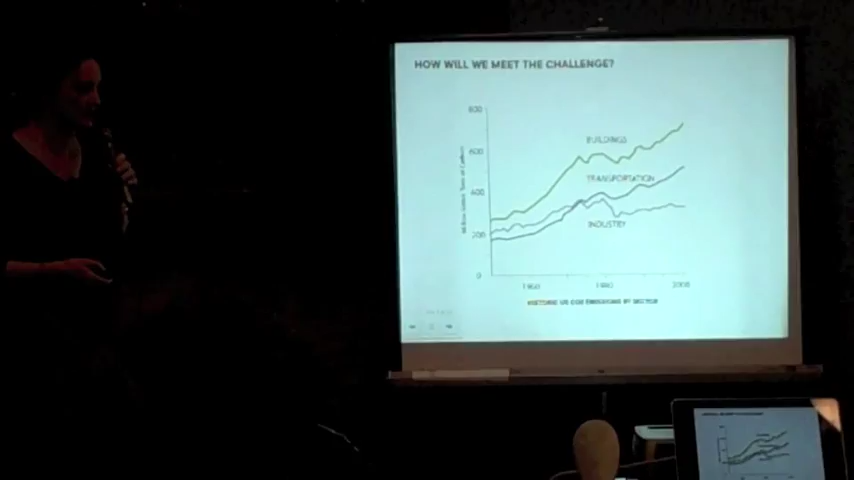 HOW WILL WE MEET THE CHALLENGE?
800
BUILDINGS
600
TRANSPORTATION
400
INDUSTRY
200
0
1960
1980
2000
HISTORIC US CO2 EMISSIONS BY SECTOR